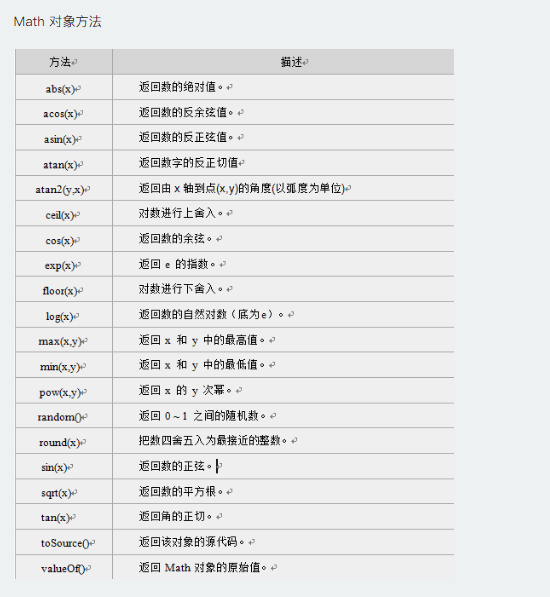 Math 对象方法
方法 描述
abs(x) 返回数的绝对值。
acos(x) 返回数的反余弦值。
asin(x) 返回数的反正弦值。
atan(x) 返回数字的反正切值
atan2(y,x) 返回由 x 轴到点(x,y)的角度(以弧度为单位)
ceil(x) 对数进行上舍入。
cos(x) 返回数的余弦。
exp(x) 返回 e 的指数。
floor(x) 对数进行下舍入。
log(x) 返回数的自然对数（底为e）。
max(x,y) 返回 x 和 y 中的最高值。
min(x,y) 返回 x 和 y 中的最低值。
pow(x,y) 返回 x 的 y 次幂。
random() 返回 0 ~ 1 之间的随机数。
round(x) 把数四舍五入为最接近的整数。
sin(x) 返回数的正弦。
sqrt(x) 返回数的平方根。
tan(x) 返回角的正切。
toSource() 返回该对象的源代码。
valueOf() 返回 Math 对象的原始值。